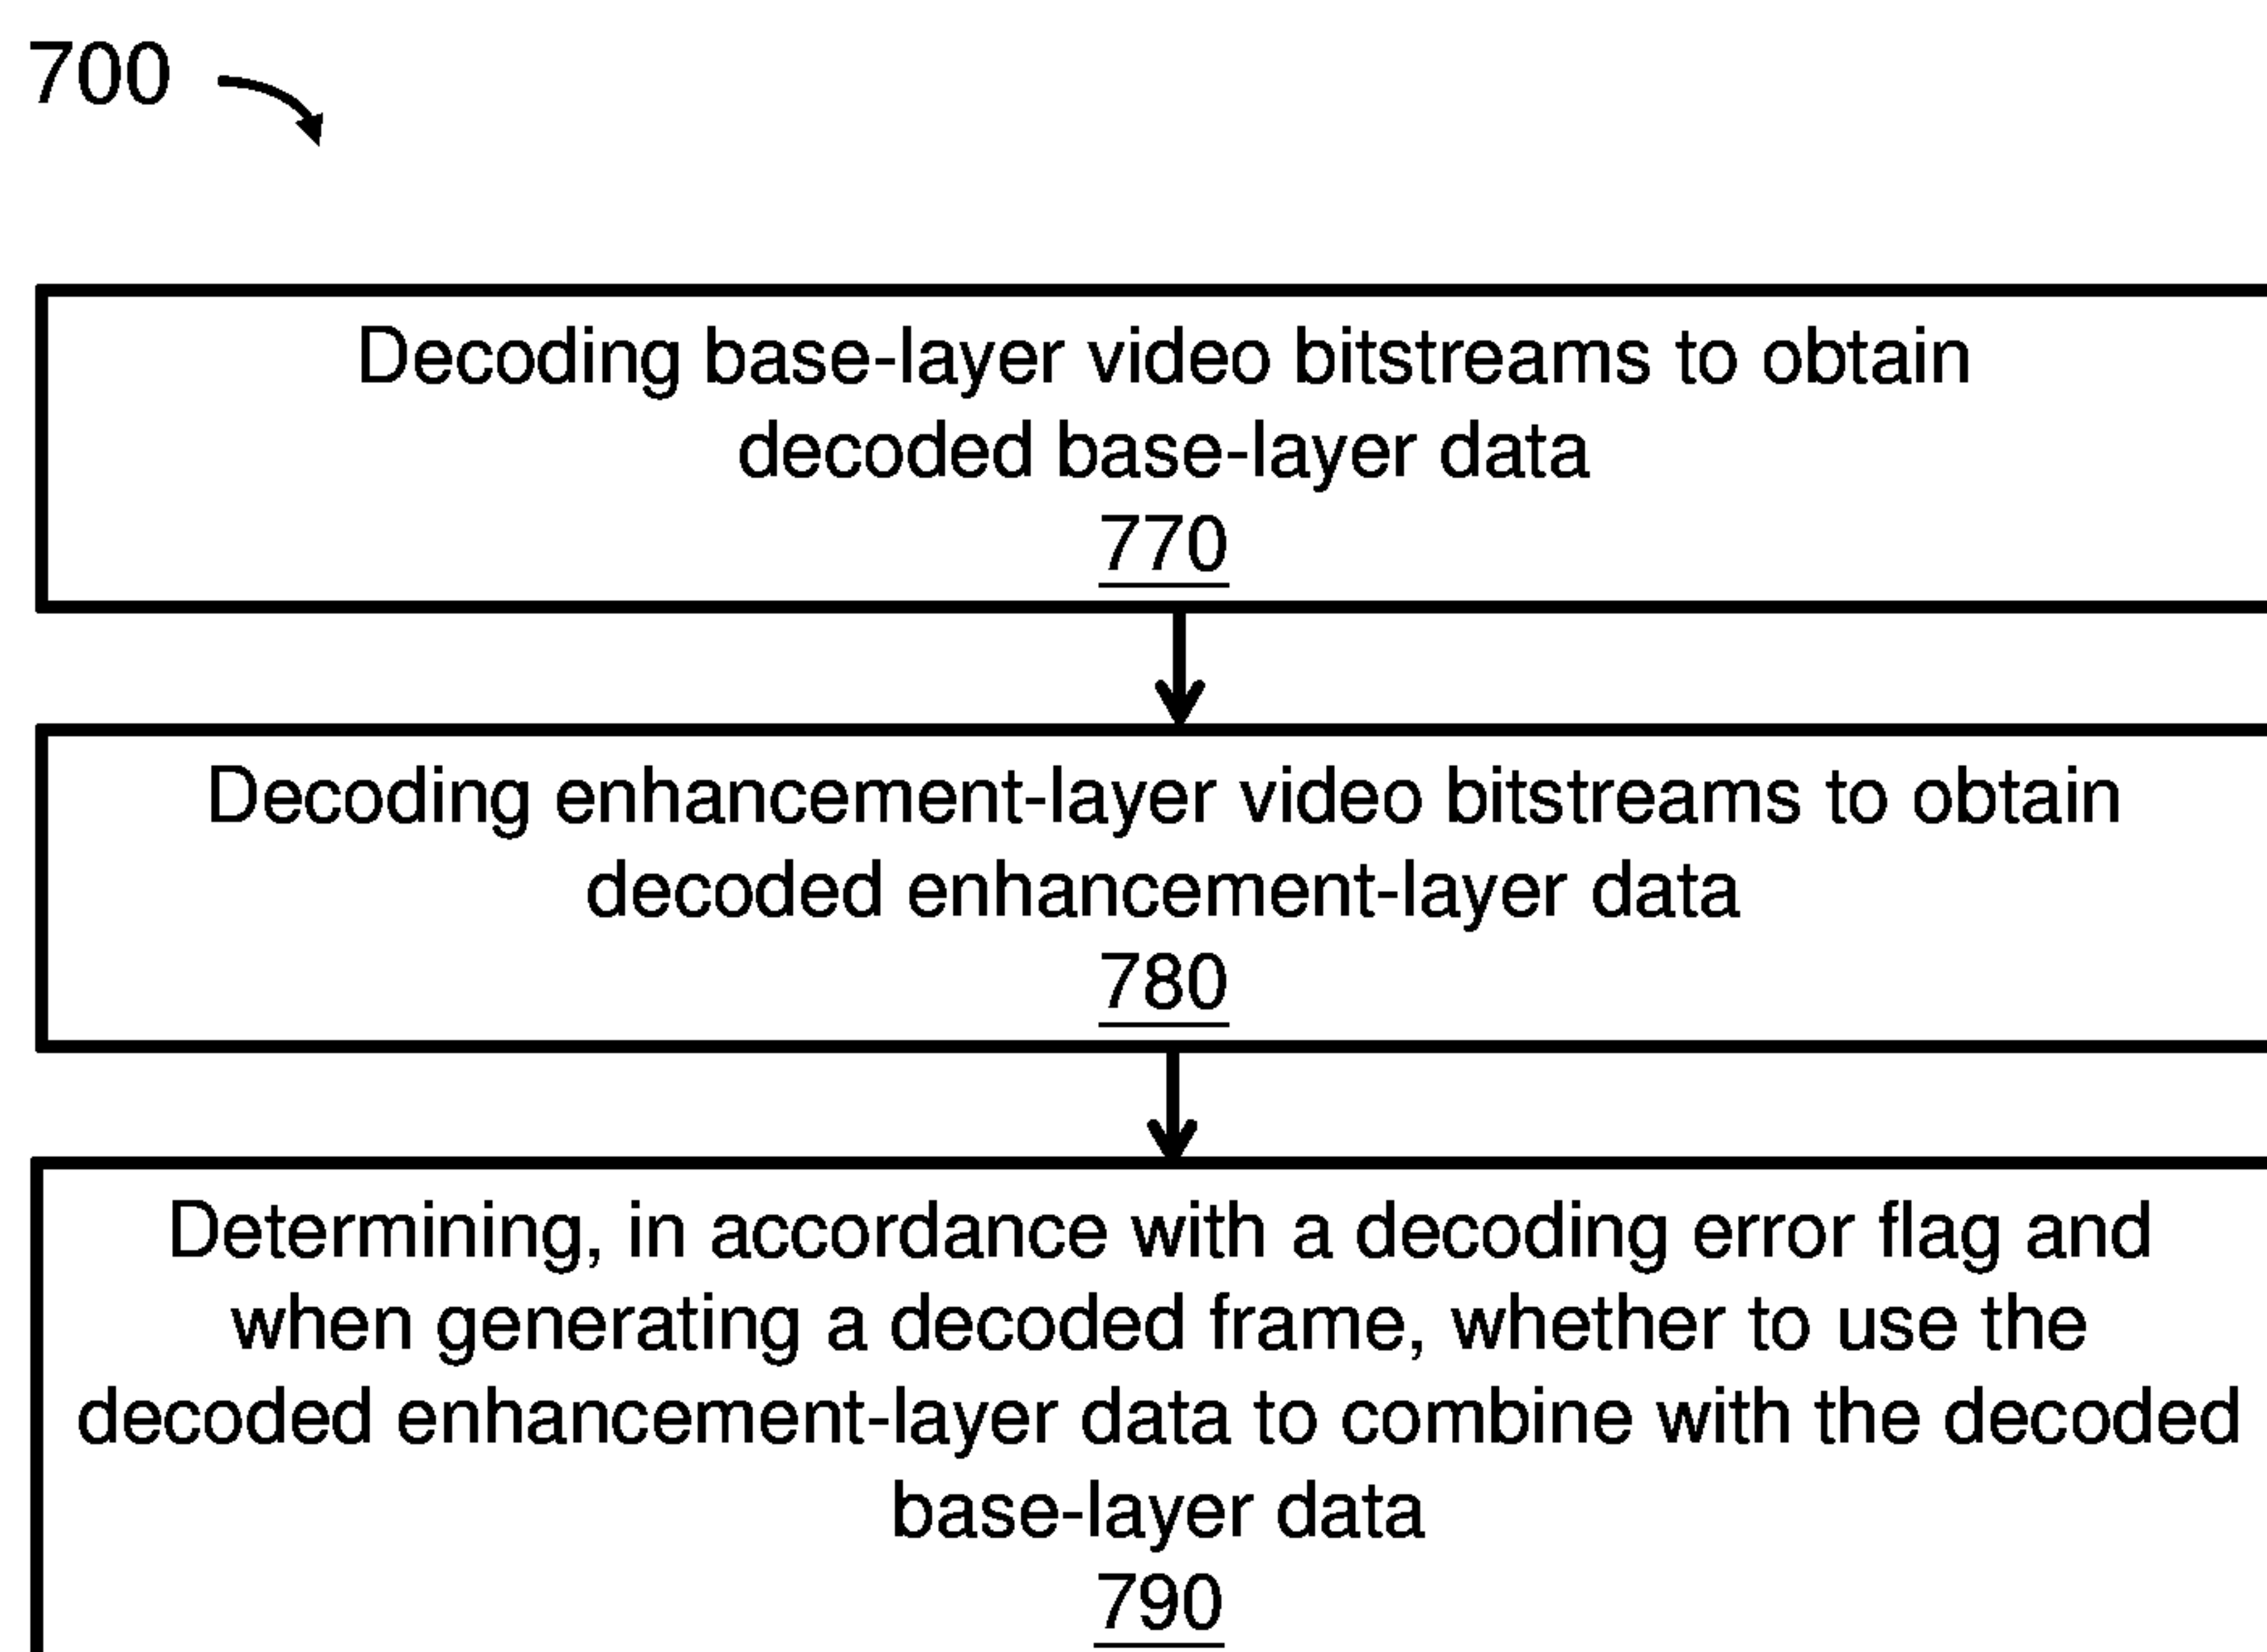 700
Decoding base-layer video bitstreams to obtain
decoded base-layer data
770
Decoding enhancement-layer video bitstreams to obtain
decoded enhancement-layer data
780
Determining, in accordance with a decoding error flag and
when generating a decoded frame, whether to use the
decoded enhancement-layer data to combine with the decoded
base-layer data
790